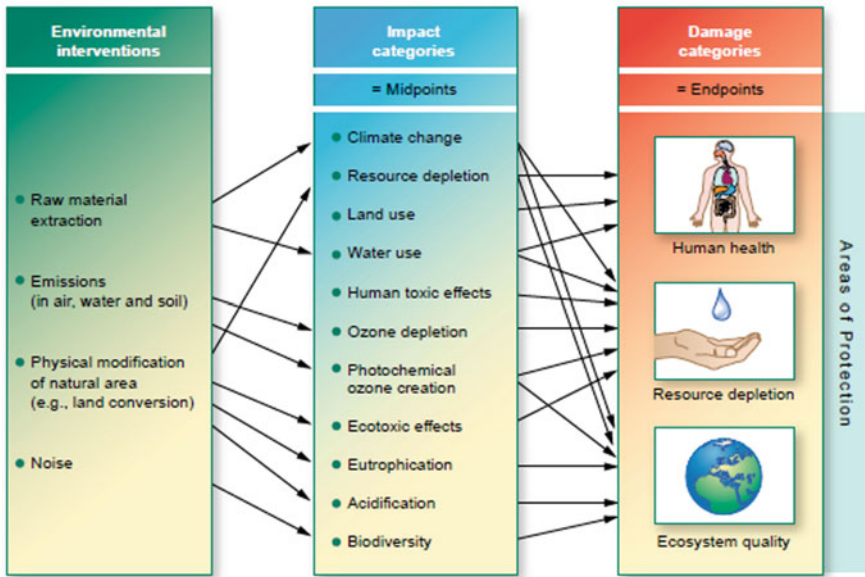 Environmental
interventions
Raw material
extraction
Emissions
(in air, water and soil)
Physical modification
of natural area
(e.g., land conversion)
Noise
Impact
categories
= Midpoints
Climate change
Resource depletion
Land use
Water use
Human toxic effects
Ozone depletion
Photochemical
ozone creation
Ecotoxic effects
Eutrophication
Acidification
Biodiversity
Damage
categories
= Endpoints
Human health
Resource depletion
Ecosystem quality
Areas of Protection